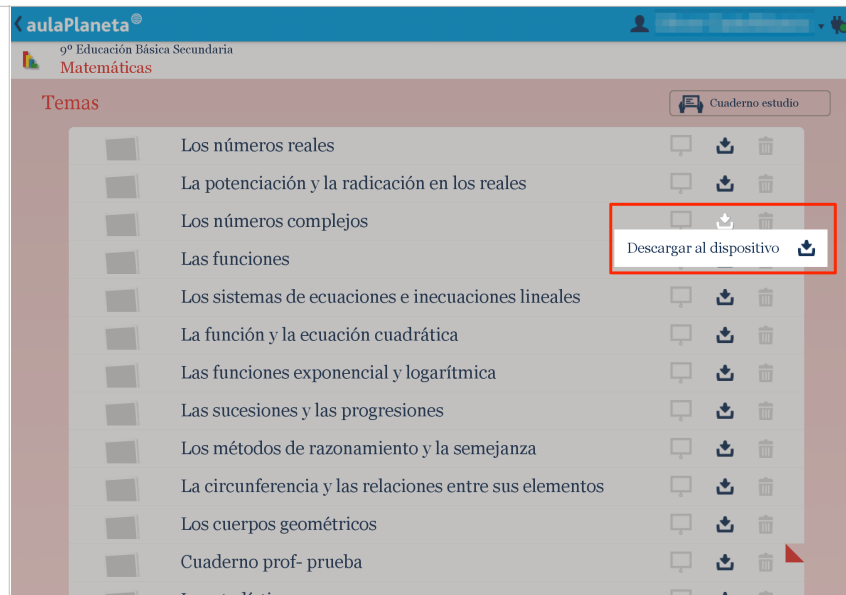 aulaPlaneta
9º Educación Básica Secundaria
Matemáticas
Temas
Cuaderno estudio
Los números reales
La potenciación y la radicación en los reales
Los números complejos
Descargar al dispositivo
Las funciones
Los sistemas de ecuaciones e inecuaciones lineales
La función y la ecuación cuadrática
Las funciones exponencial y logarítmica
Las sucesiones y las progresiones
Los métodos de razonamiento y la semejanza
La circunferencia y las relaciones entre sus elementos
Los cuerpos geométricos
Cuaderno prof- prueba